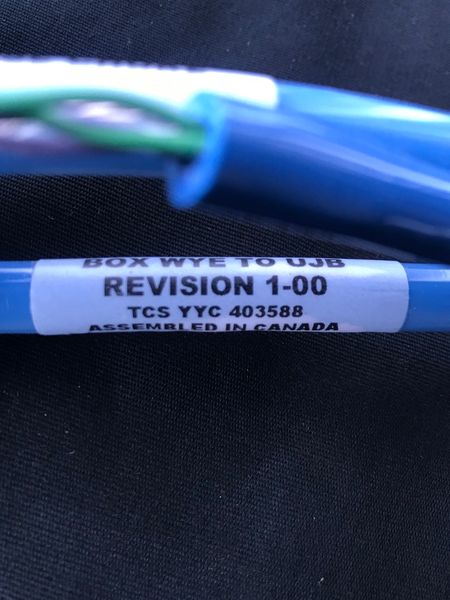 BOX WYE TO UJB
REVISION 1-00
TCS YYC 403588
ASSEMBLED IN CANADA